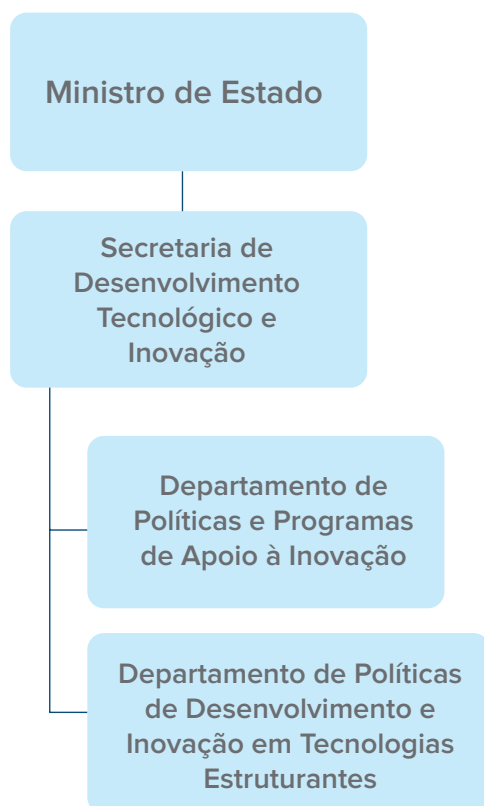 Ministro de Estado
Secretaria de
Desenvolvimento
Tecnológico e
Inovação
Departamento de
Políticas e Programas
de Apoio à Inovação
Departamento de Políticas
de Desenvolvimento e
Inovação em Tecnologias
Estruturantes